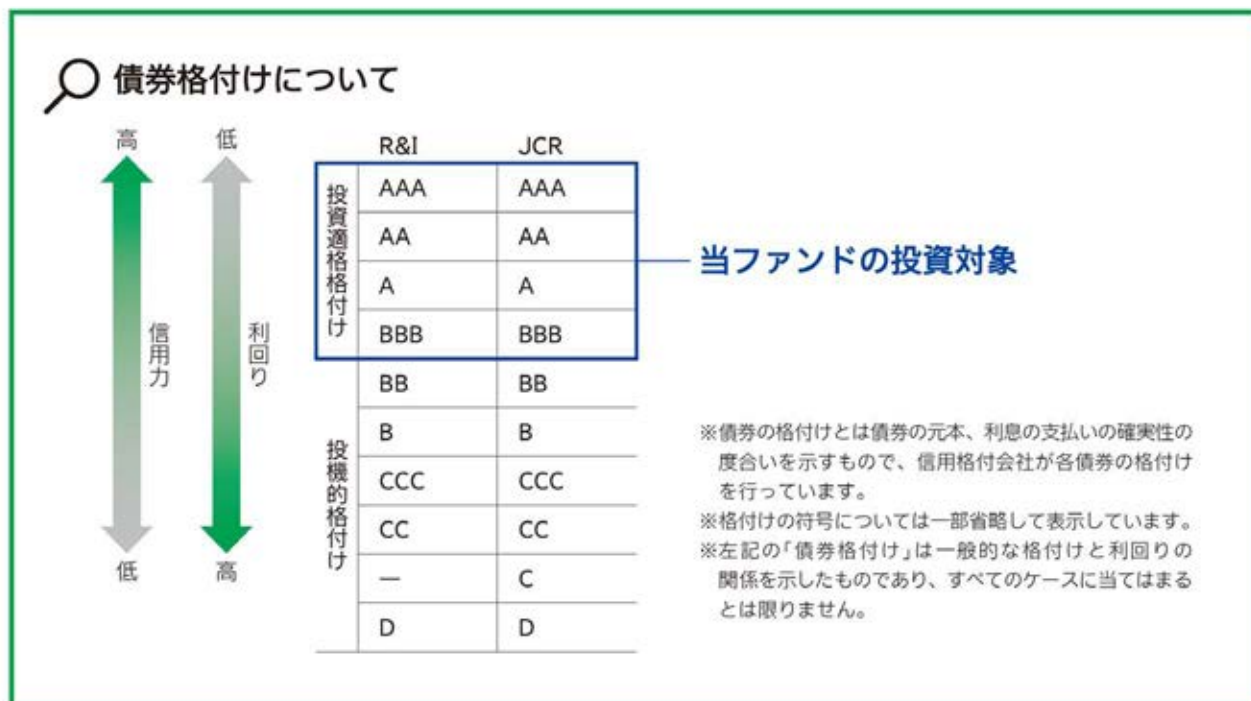 債券格付けについて
高 低
信用力
利回り
低 高
R&I JCR
投資適格格付け
AAA AAA
AA AA
A A
BBB BBB
投機的格付け
BB BB
B B
CCC CCC
CC CC
— C
D D
当ファンドの投資対象
※債券の格付けとは債券の元本、利息の支払いの確実性の
度合いを示すもので、信用格付会社が各債券の格付け
を行っています。
※格付けの符号については一部省略して表示しています。
※左記の「債券格付け」は一般的な格付けと利回りの
関係を示したものであり、すべてのケースに当てはまる
とは限りません。